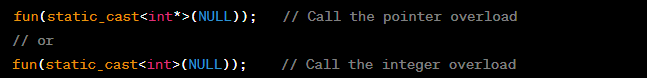 fun(static_cast<int*>(NULL));   // Call the pointer overload
// or
fun(static_cast<int>(NULL));    // Call the integer overload